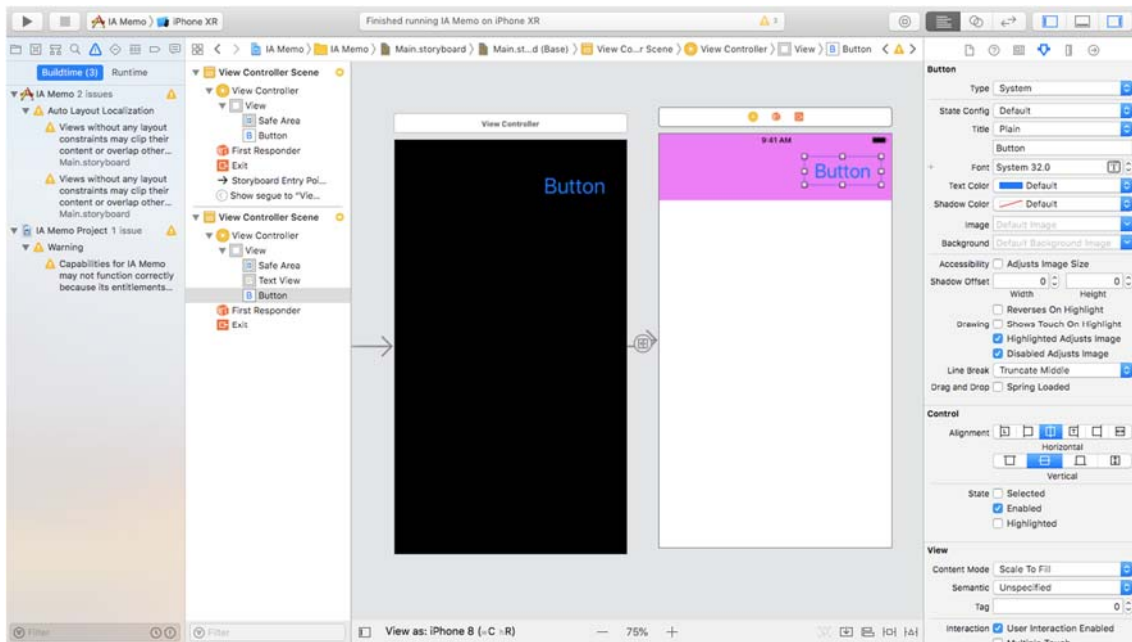 IA Memo
iPhone XR
Finished running IA Memo on iPhone XR
3
IA Memo
IA Memo
Main.storyboard
Main.st...d (Base)
View Co...r Scene
View Controller
View
Button
Buildtime (3)
Runtime
IA Memo 2 issues
Auto Layout Localization
Views without any layout
constraints may clip their
content or overlap other...
Main.storyboard
Views without any layout
constraints may clip their
content or overlap other...
Main.storyboard
IA Memo Project 1 issue
Warning
Capabilities for IA Memo
may not function correctly
because its entitlements...
Filter
View Controller Scene
View Controller
View
Safe Area
B Button
First Responder
Exit
Storyboard Entry Poi...
Show segue to "Vie...
View Controller Scene
View Controller
View
Safe Area
Text View
B Button
First Responder
Exit
Filter
View Controller
Button
9:41 AM
Button
View as: iPhone 8 (wC hR)
75%
Button
Type System
State Config Default
Title Plain
Button
Font System 32.0
Text Color Default
Shadow Color Default
Image Default Image
Background Default Background Image
Accessibility Adjusts Image Size
Shadow Offset 0 0
Width Height
Reverses On Highlight
Drawing Shows Touch On Highlight
Highlighted Adjusts Image
Disabled Adjusts Image
Line Break Truncate Middle
Drag and Drop Spring Loaded
Control
Alignment
Horizontal
Vertical
State Selected
Enabled
Highlighted
View
Content Mode Scale To Fill
Semantic Unspecified
Tag 0
Interaction User Interaction Enabled